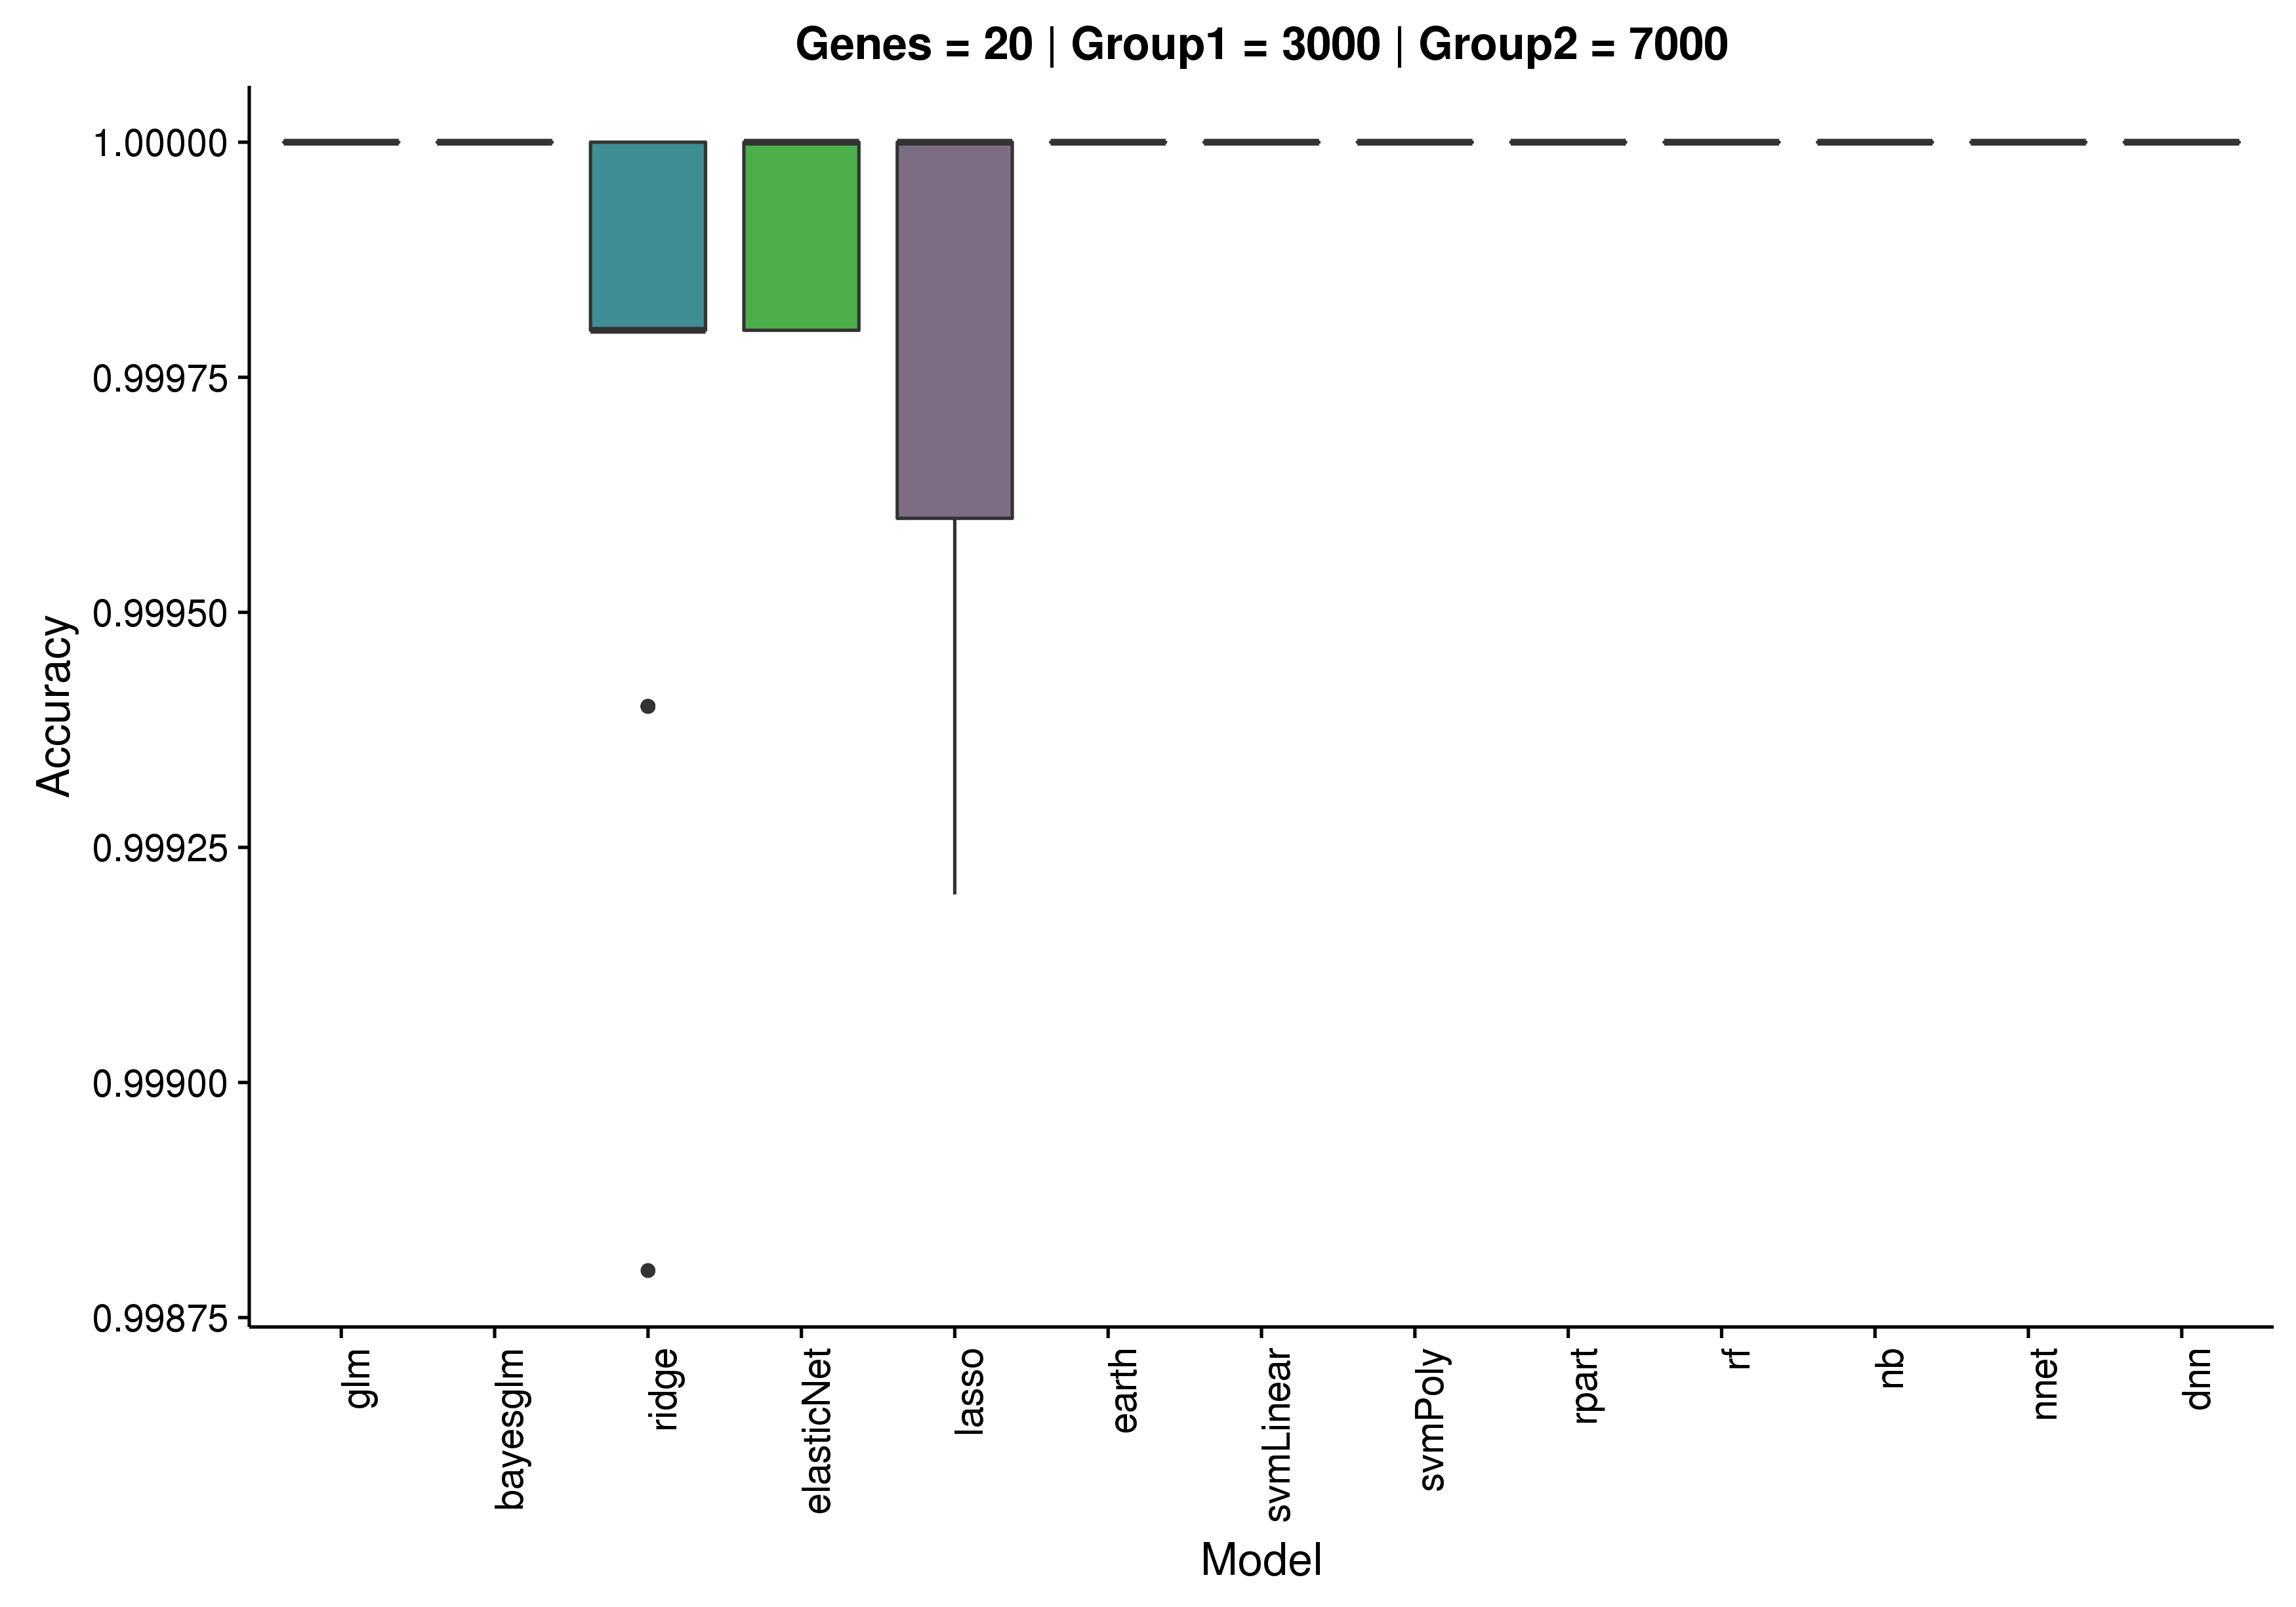 Genes = 20 | Group1 = 3000 | Group2 = 7000
Accuracy
1.00000
0.99975
0.99950
0.99925
0.99900
0.99875
glm
bayesglm
ridge
elasticNet
lasso
earth
svmLinear
svmPoly
rpart
rf
nb
nnet
dnn
Model